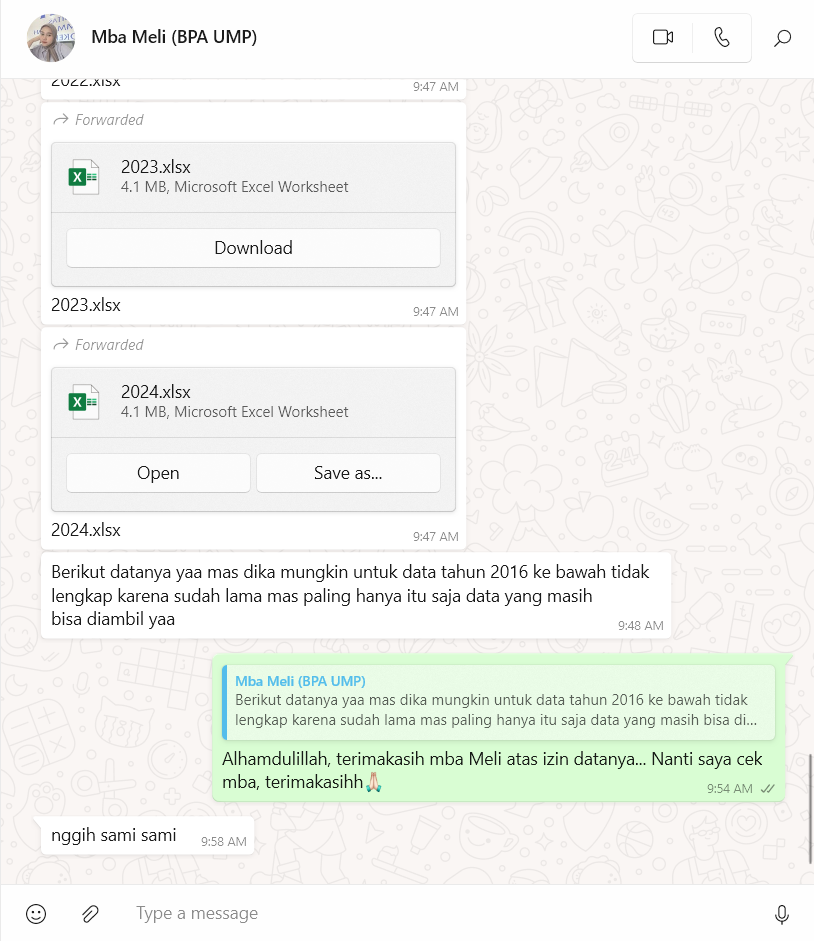 Mba Meli (BPA UMP)
2022.xlsx
9:47 AM
Forwarded
2023.xlsx
4.1 MB, Microsoft Excel Worksheet
Download
2023.xlsx
9:47 AM
Forwarded
2024.xlsx
4.1 MB, Microsoft Excel Worksheet
Open Save as...
2024.xlsx
9:47 AM
Berikut datanya yaa mas dika mungkin untuk data tahun 2016 ke bawah tidak
lengkap karena sudah lama mas paling hanya itu saja data yang masih
bisa diambil yaa
9:48 AM
Mba Meli (BPA UMP)
Berikut datanya yaa mas dika mungkin untuk data tahun 2016 ke bawah tidak
lengkap karena sudah lama mas paling hanya itu saja data yang masih bisa di...
Alhamdulillah, terimakasih mba Meli atas izin datanya... Nanti saya cek
mba, terimakasihh🙏🏻
9:54 AM
nggih sami sami
9:58 AM
Type a message